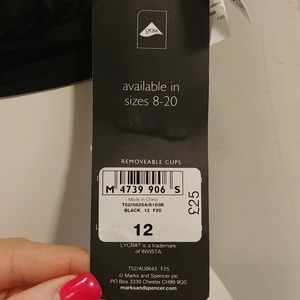 LYCRA
available in
sizes 8-20
REMOVEABLE CUPS
M 4739 906 S
Made in China
T52/08254/8163B
BLACK 12 F25
£25
12
LYCRA® is a trademark
of INVISTA
T52/AU0643 F25
© Marks and Spencer plc
PO Box 3339 Chester CH99 9QS
marksandspencer.com